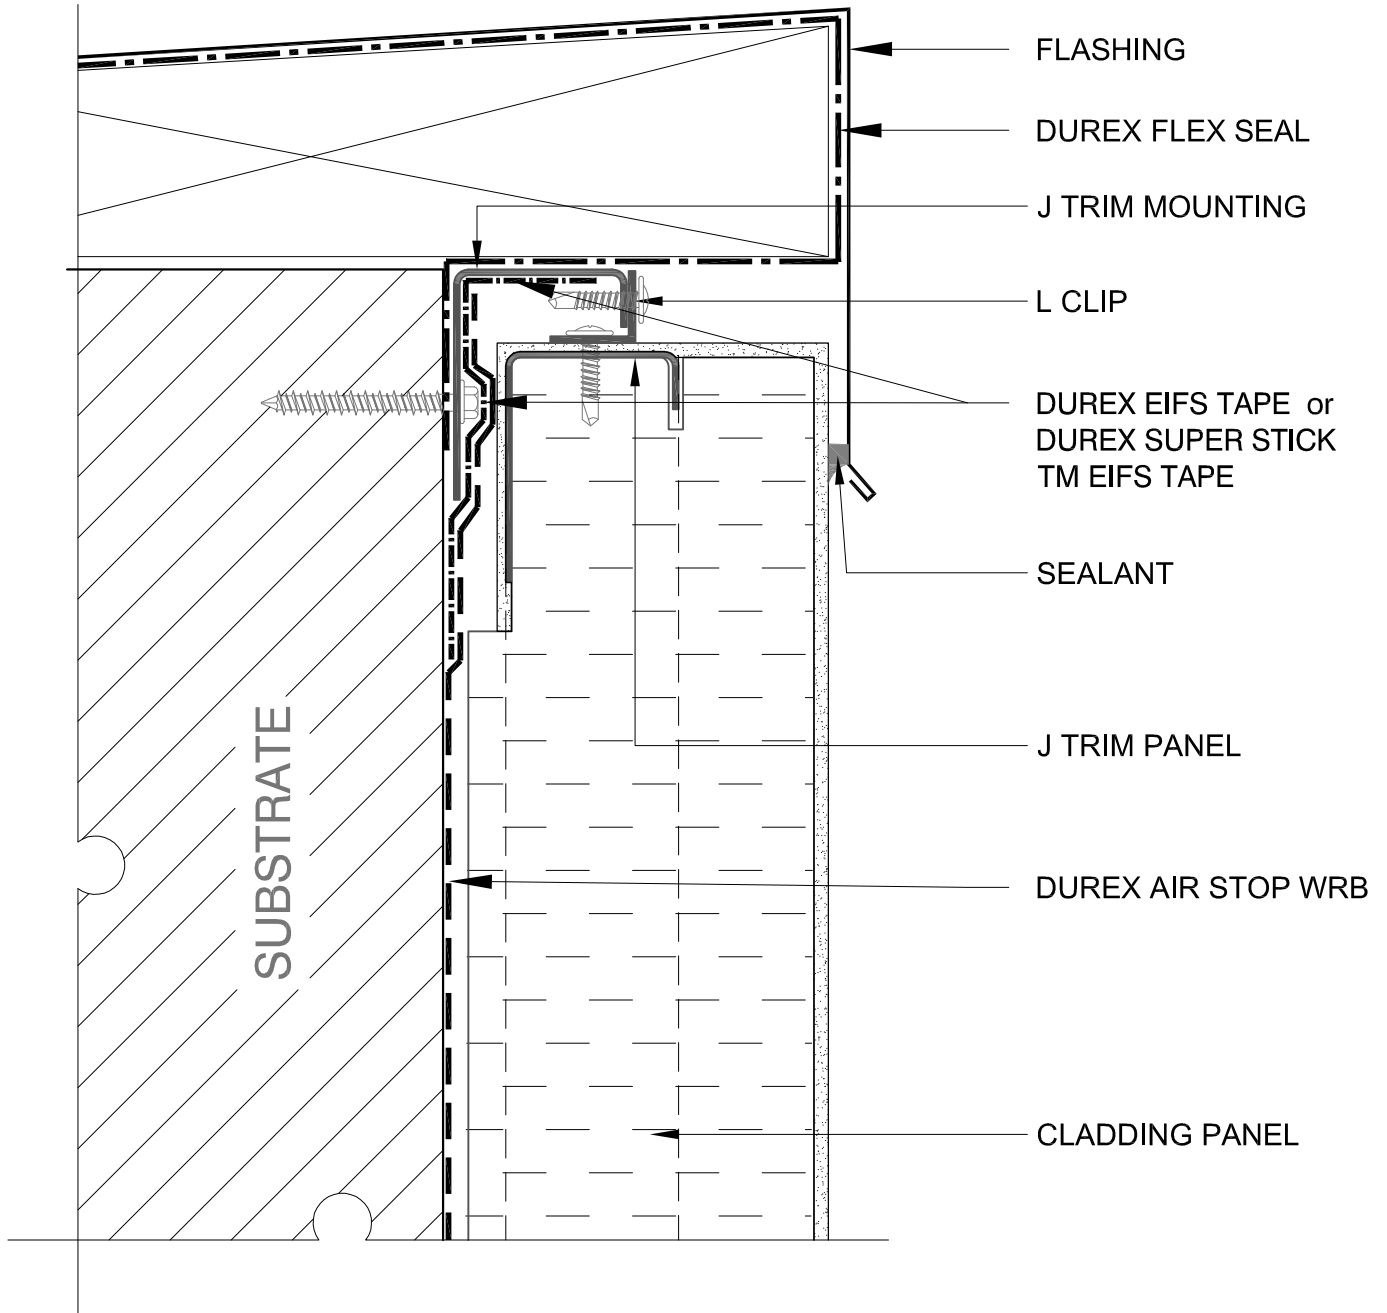 FLASHING
DUREX FLEX SEAL
J TRIM MOUNTING
L CLIP
DUREX EIFS TAPE or
DUREX SUPER STICK
TM EIFS TAPE
SEALANT
SUBSTRATE
J TRIM PANEL
DUREX AIR STOP WRB
CLADDING PANEL